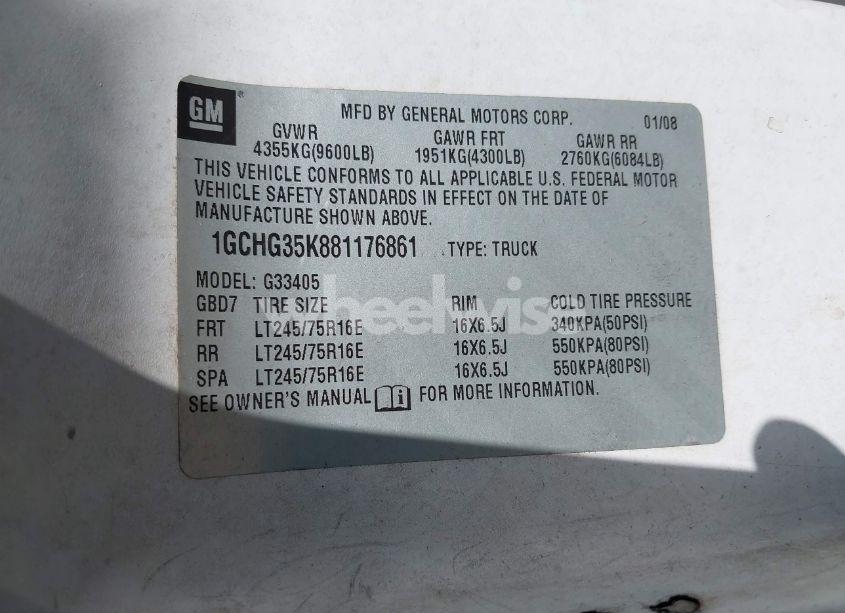 GM
MFD BY GENERAL MOTORS CORP. 01/08
GVWR GAWR FRT GAWR RR
4355KG(9600LB) 1951KG(4300LB) 2760KG(6084LB)
THIS VEHICLE CONFORMS TO ALL APPLICABLE U.S. FEDERAL MOTOR
VEHICLE SAFETY STANDARDS IN EFFECT ON THE DATE OF
MANUFACTURE SHOWN ABOVE.
1GCHG35K881176861 TYPE: TRUCK
MODEL: G33405
GBD7 TIRE SIZE RIM COLD TIRE PRESSURE
FRT LT245/75R16E 16X6.5J 340KPA(50PSI)
RR LT245/75R16E 16X6.5J 550KPA(80PSI)
SPA LT245/75R16E 16X6.5J 550KPA(80PSI)
SEE OWNER'S MANUAL FOR MORE INFORMATION.